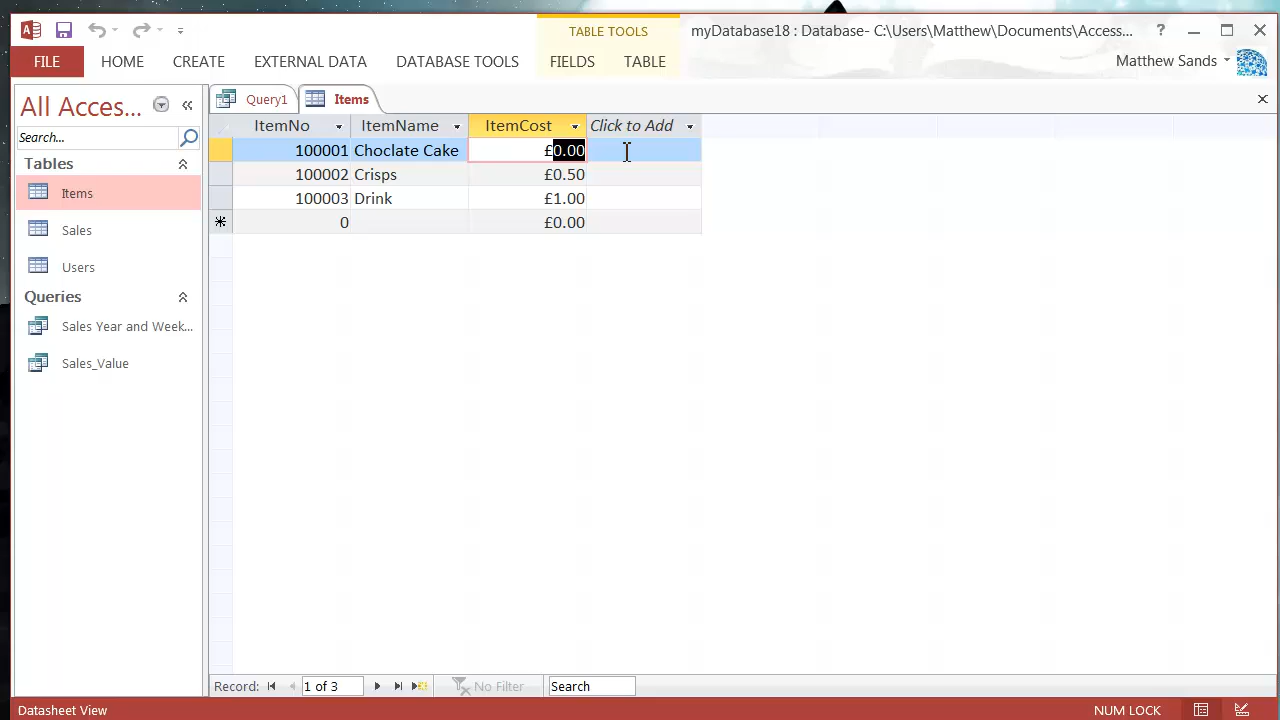 TABLE TOOLS
myDatabase18 : Database- C:\Users\Matthew\Documents\Access...
?
FILE
HOME
CREATE
EXTERNAL DATA
DATABASE TOOLS
FIELDS
TABLE
Matthew Sands
All Acces...
Search...
Tables
Items
Sales
Users
Queries
Sales Year and Week...
Sales_Value
Query1
Items
ItemNo ItemName ItemCost Click to Add
100001 Choclate Cake £0.00
100002 Crisps £0.50
100003 Drink £1.00
0 £0.00
Record: 1 of 3 No Filter Search
Datasheet View
NUM LOCK